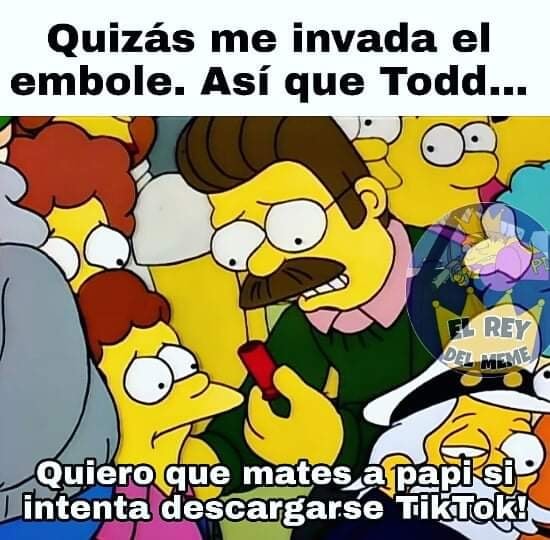 Quizás me invada el
embole. Así que Todd...
EL REY
DEL MEME
Quiero que mates a papi si
intenta descargarse TikTok!